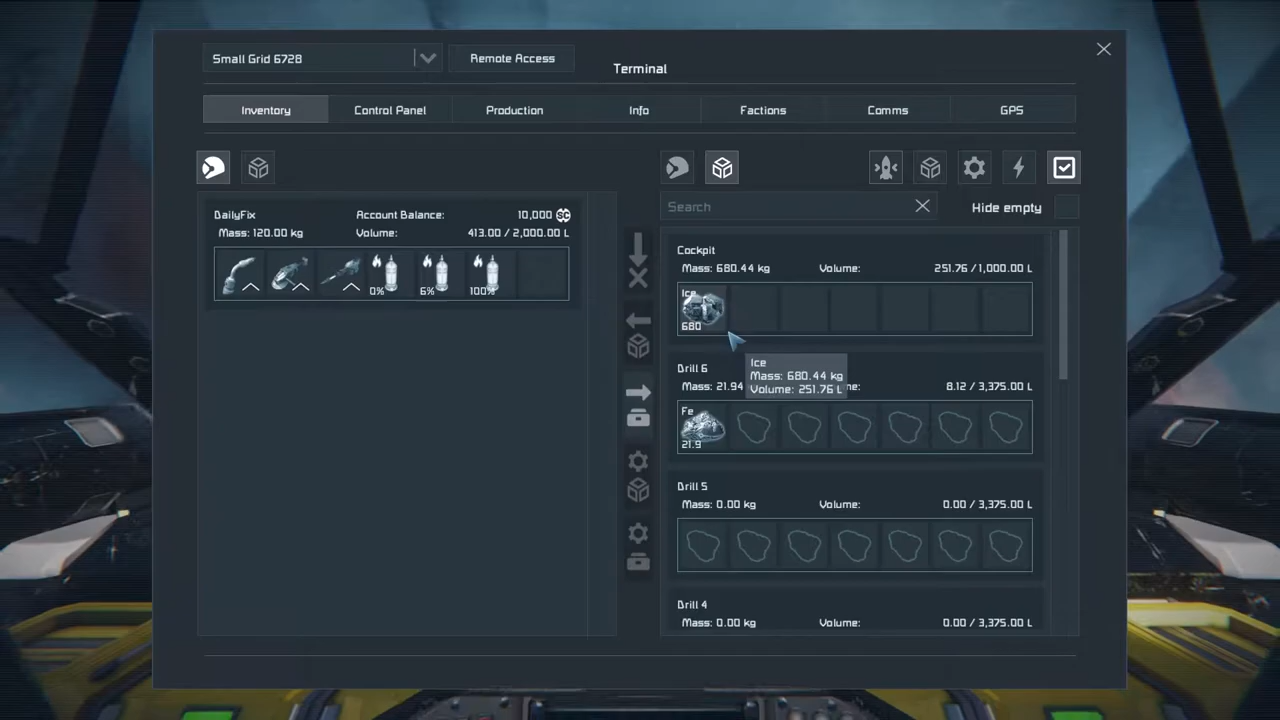 Small Grid 6728
Remote Access
Terminal
Inventory
Control Panel
Production
Info
Factions
Comms
GPS
DailyFix
Account Balance:
10,000 SC
Mass: 120.00 kg
Volume:
413.00 / 2,000.00 L
0%
6%
100%
Search
Hide empty
Cockpit
Mass: 680.44 kg
Volume:
251.76 / 1,000.00 L
Ice
680
Ice
Mass: 680.44 kg
Volume: 251.76 L
Drill 6
Mass: 21.94
me:
8.12 / 3,375.00 L
Fe
21.9
Drill 5
Mass: 0.00 kg
Volume:
0.00 / 3,375.00 L
Drill 4
Mass: 0.00 kg
Volume:
0.00 / 3,375.00 L